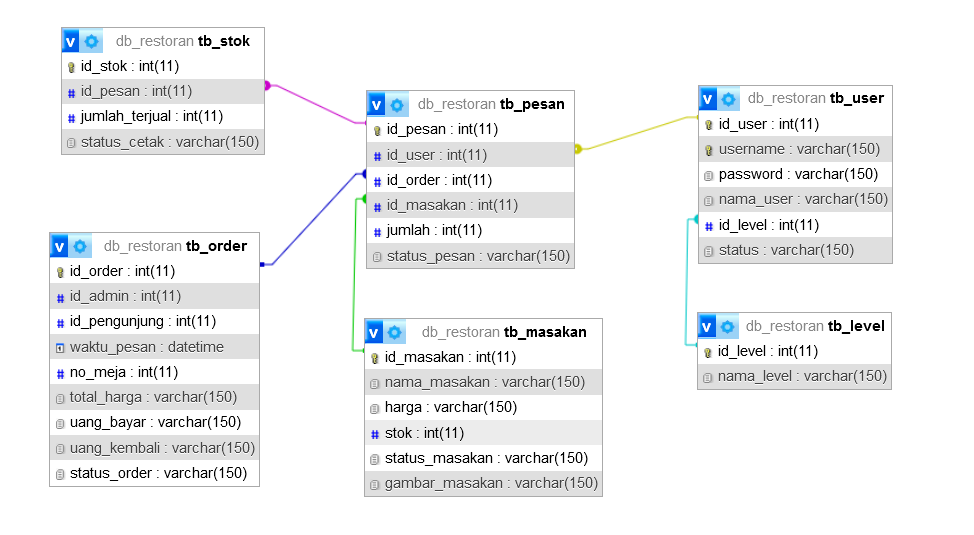 v db_restoran tb_stok
id_stok : int(11)
# id_pesan : int(11)
# jumlah_terjual : int(11)
status_cetak : varchar(150)
v db_restoran tb_order
id_order : int(11)
# id_admin : int(11)
# id_pengunjung : int(11)
waktu_pesan : datetime
# no_meja : int(11)
total_harga : varchar(150)
uang_bayar : varchar(150)
uang_kembali : varchar(150)
status_order : varchar(150)
v db_restoran tb_pesan
id_pesan : int(11)
# id_user : int(11)
# id_order : int(11)
# id_masakan : int(11)
# jumlah : int(11)
status_pesan : varchar(150)
v db_restoran tb_masakan
id_masakan : int(11)
nama_masakan : varchar(150)
harga : varchar(150)
# stok : int(11)
status_masakan : varchar(150)
gambar_masakan : varchar(150)
v db_restoran tb_user
id_user : int(11)
username : varchar(150)
password : varchar(150)
nama_user : varchar(150)
# id_level : int(11)
status : varchar(150)
v db_restoran tb_level
id_level : int(11)
nama_level : varchar(150)